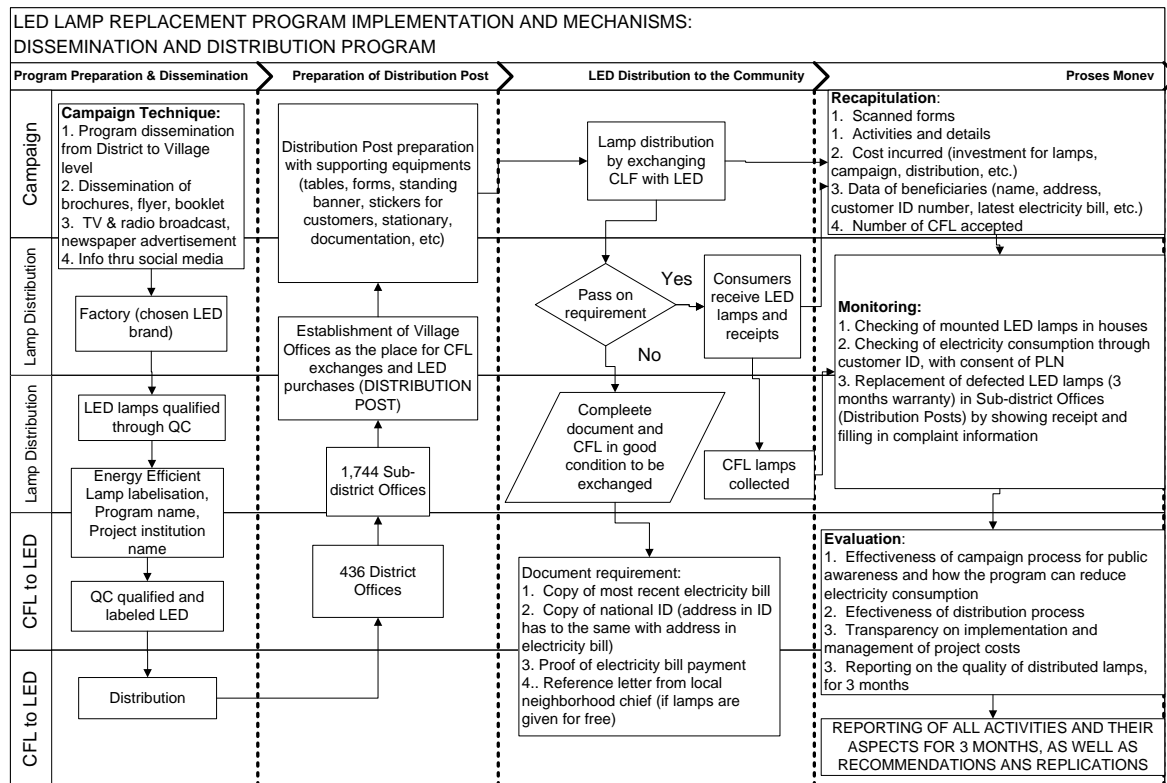 LED LAMP REPLACEMENT PROGRAM IMPLEMENTATION AND MECHANISMS:
DISSEMINATION AND DISTRIBUTION PROGRAM
Program Preparation & Dissemination
Preparation of Distribution Post
LED Distribution to the Community
Proses Monev
Campaign
Lamp Distribution
Lamp Distribution
CFL to LED
CFL to LED
Campaign Technique:
1. Program dissemination
from District to Village
level
2. Dissemination of
brochures, flyer, booklet
3. TV & radio broadcast,
newspaper advertisement
4. Info thru social media
Factory (chosen LED
brand)
LED lamps qualified
through QC
Energy Efficient
Lamp labelisation,
Program name,
Project institution
name
QC qualified and
labeled LED
Distribution
Distribution Post preparation
with supporting equipments
(tables, forms, standing
banner, stickers for
customers, stationary,
documentation, etc)
Establishment of Village
Offices as the place for CFL
exchanges and LED
purchases (DISTRIBUTION
POST)
1,744 Sub-
district Offices
436 District
Offices
Lamp distribution
by exchanging
CLF with LED
Pass on
requirement
Yes
No
Consumers
receive LED
lamps and
receipts
Compleete
document and
CFL in good
condition to be
exchanged
CFL lamps
collected
Document requirement:
1. Copy of most recent electricity bill
2. Copy of national ID (address in ID
has to the same with address in
electricity bill)
3. Proof of electricity bill payment
4.. Reference letter from local
neighborhood chief (if lamps are
given for free)
Recapitulation:
1. Scanned forms
1. Activities and details
2. Cost incurred (investment for lamps,
campaign, distribution, etc.)
3. Data of beneficiaries (name, address,
customer ID number, latest electricity bill, etc.)
4. Number of CFL accepted
Monitoring:
1. Checking of mounted LED lamps in houses
2. Checking of electricity consumption through
customer ID, with consent of PLN
3. Replacement of defected LED lamps (3
months warranty) in Sub-district Offices
(Distribution Posts) by showing receipt and
filling in complaint information
Evaluation:
1. Effectiveness of campaign process for public
awareness and how the program can reduce
electricity consumption
2. Efectiveness of distribution process
3. Transparency on implementation and
management of project costs
3. Reporting on the quality of distributed lamps,
for 3 months
REPORTING OF ALL ACTIVITIES AND THEIR
ASPECTS FOR 3 MONTHS, AS WELL AS
RECOMMENDATIONS ANS REPLICATIONS